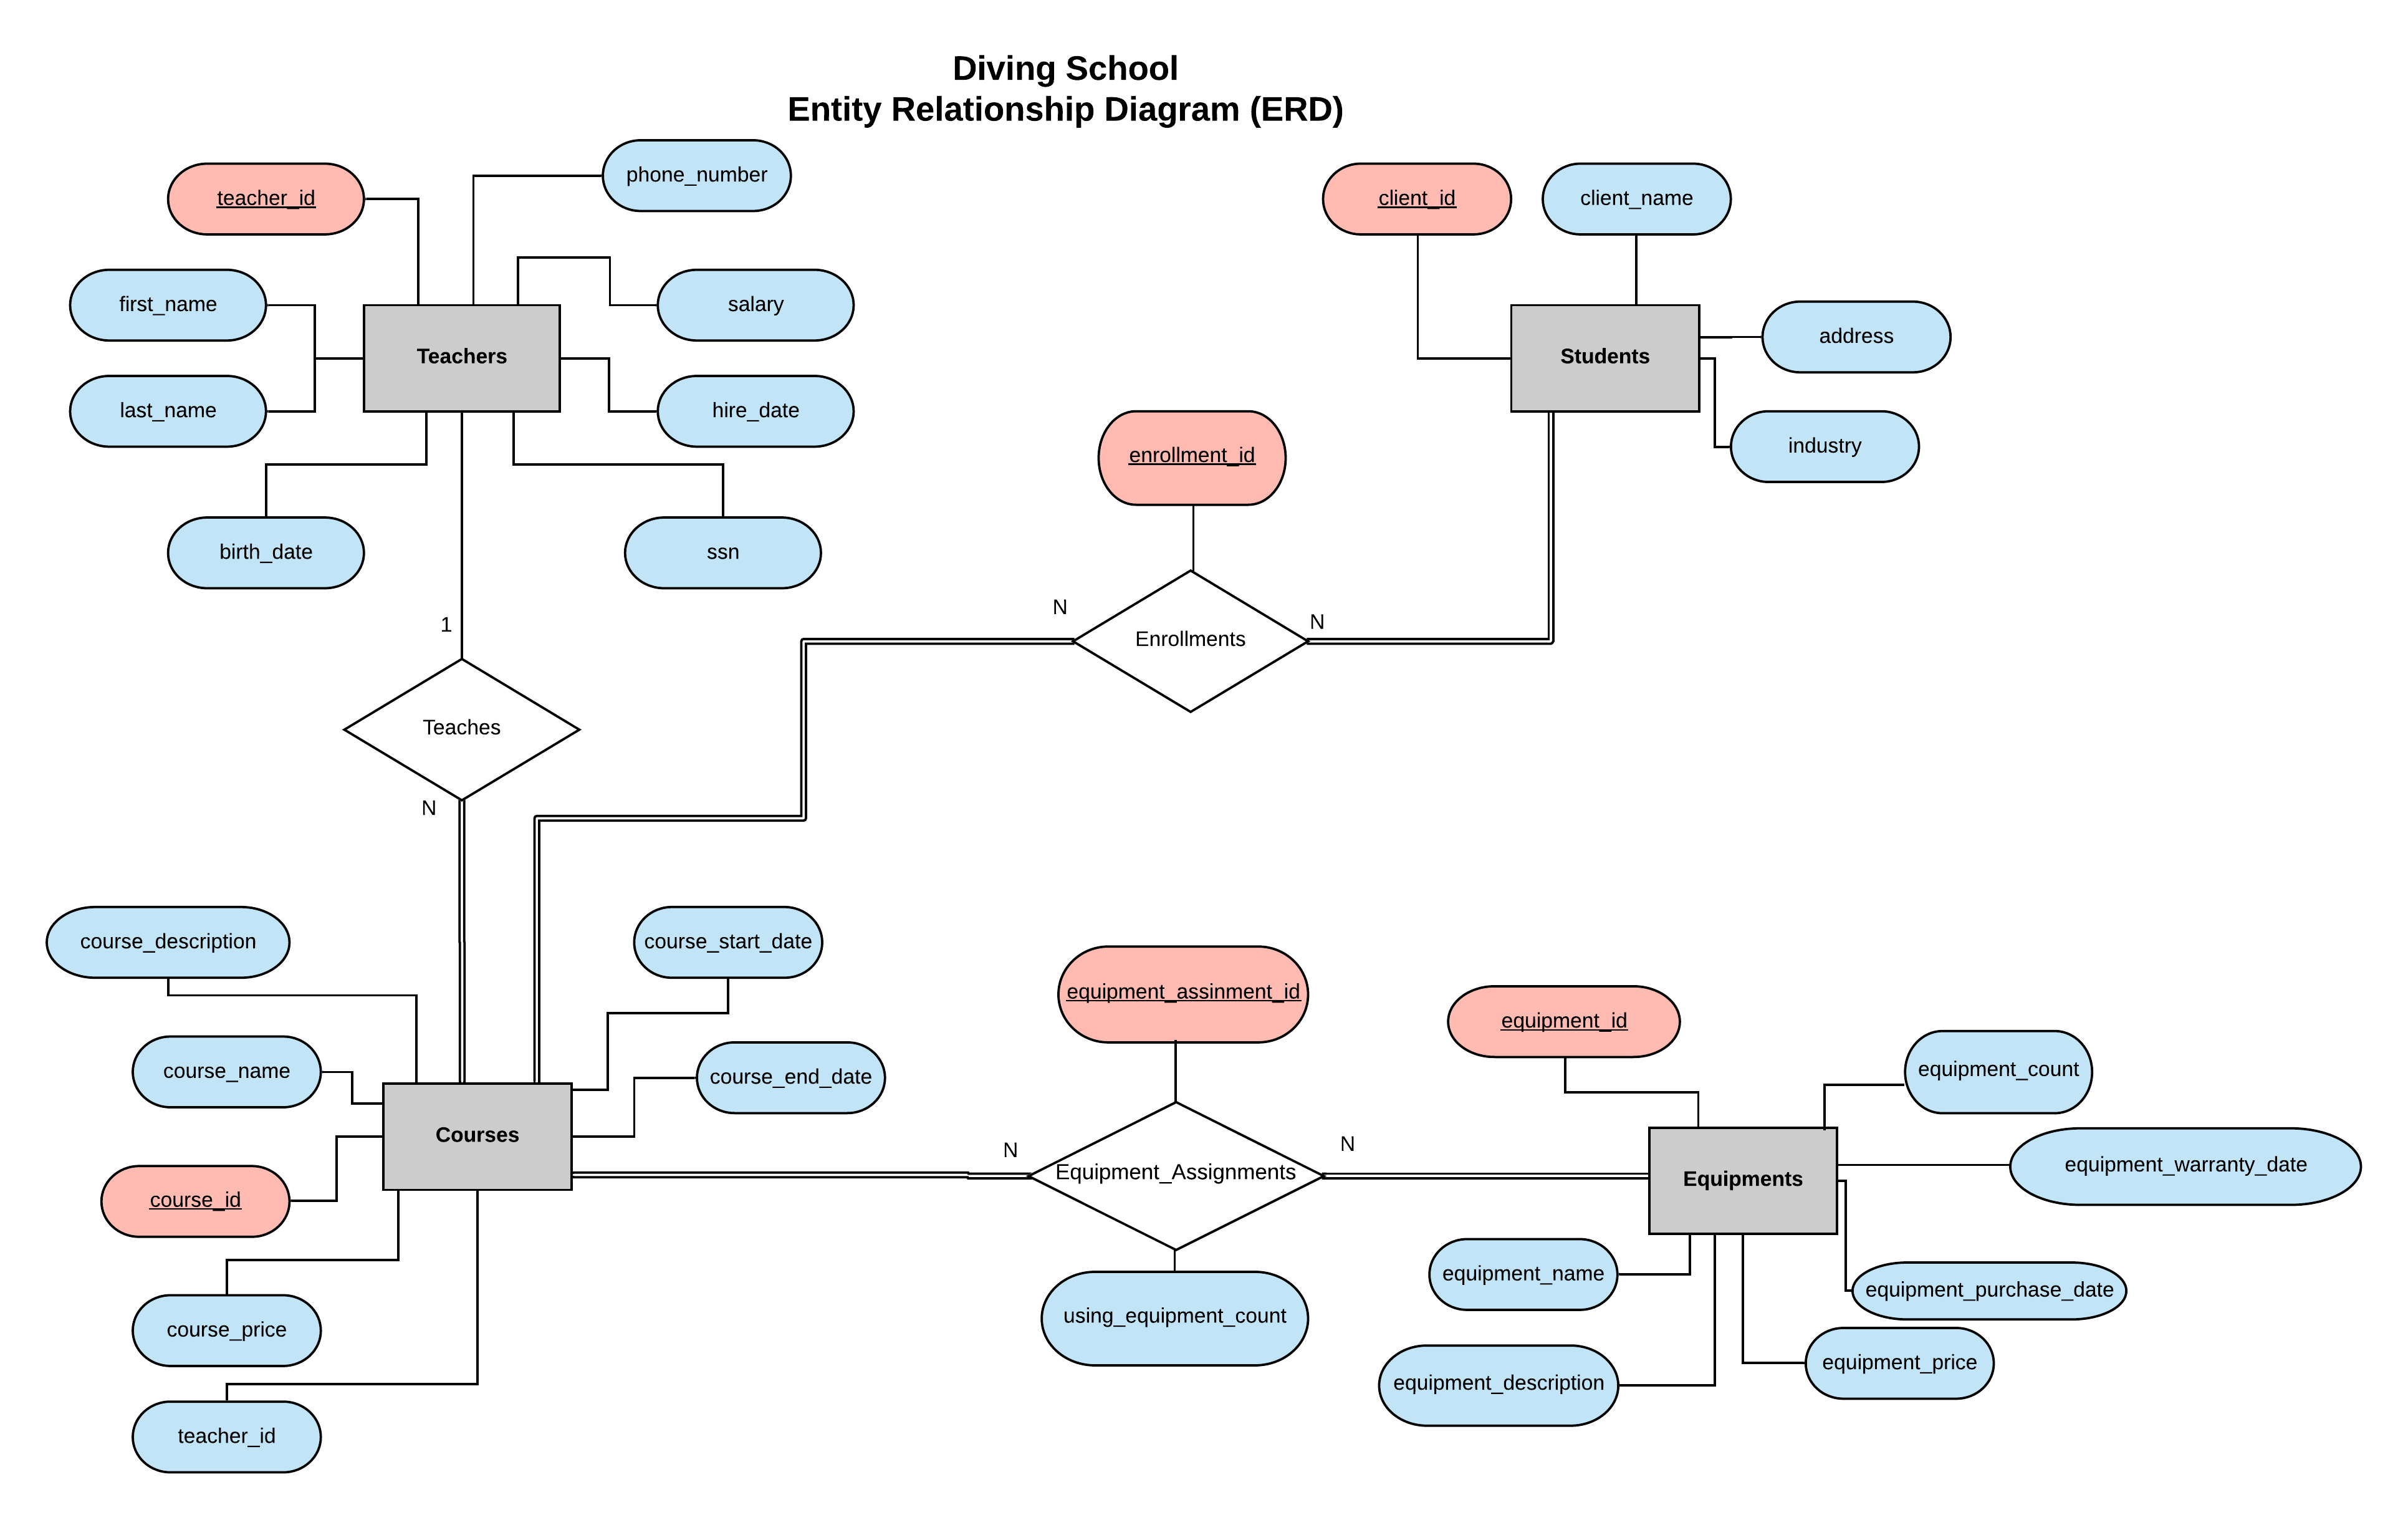 Diving School
Entity Relationship Diagram (ERD)
phone_number
teacher_id
client_id
client_name
first_name
salary
Teachers
Students
address
last_name
hire_date
industry
enrollment_id
birth_date
ssn
1
N
N
Enrollments
Teaches
N
course_description
course_start_date
equipment_assinment_id
equipment_id
course_name
course_end_date
equipment_count
Courses
N
N
Equipment_Assignments
Equipments
equipment_warranty_date
course_id
equipment_name
equipment_purchase_date
using_equipment_count
course_price
equipment_price
equipment_description
teacher_id